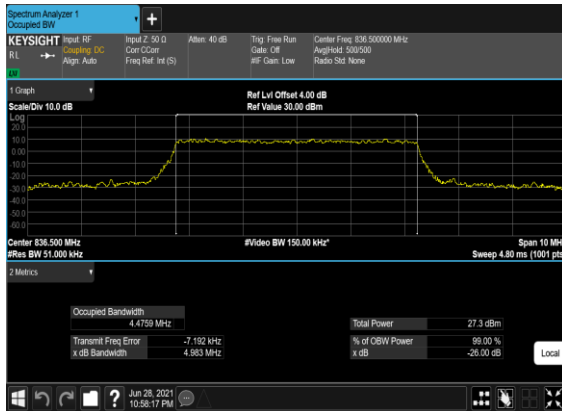 Spectrum Analyzer 1
Occupied BW
+
KEYSIGHT Input: RF Input Z: 50 Ω Atten: 40 dB Trig: Free Run Center Freq: 836.500000 MHz
RL Coupling: DC Corr CCorr Gate: Off Avg|Hold: 500/500
Align: Auto Freq Ref: Int (S) #IF Gain: Low Radio Std: None
1 Graph
Ref Lvl Offset 4.00 dB
Scale/Div 10.0 dB Ref Value 30.00 dBm
Log
20.0
10.0
0.00
-10.0
-20.0
-30.0
-40.0
-50.0
-60.0
Center 836.500 MHz #Video BW 150.00 kHz* Span 10 MH
#Res BW 51.000 kHz Sweep 4.80 ms (1001 pts
2 Metrics
Occupied Bandwidth
4.4759 MHz Total Power 27.3 dBm
Transmit Freq Error -7.192 kHz % of OBW Power 99.00 %
x dB Bandwidth 4.983 MHz x dB -26.00 dB
Local
? Jun 28, 2021
10:58:17 PM